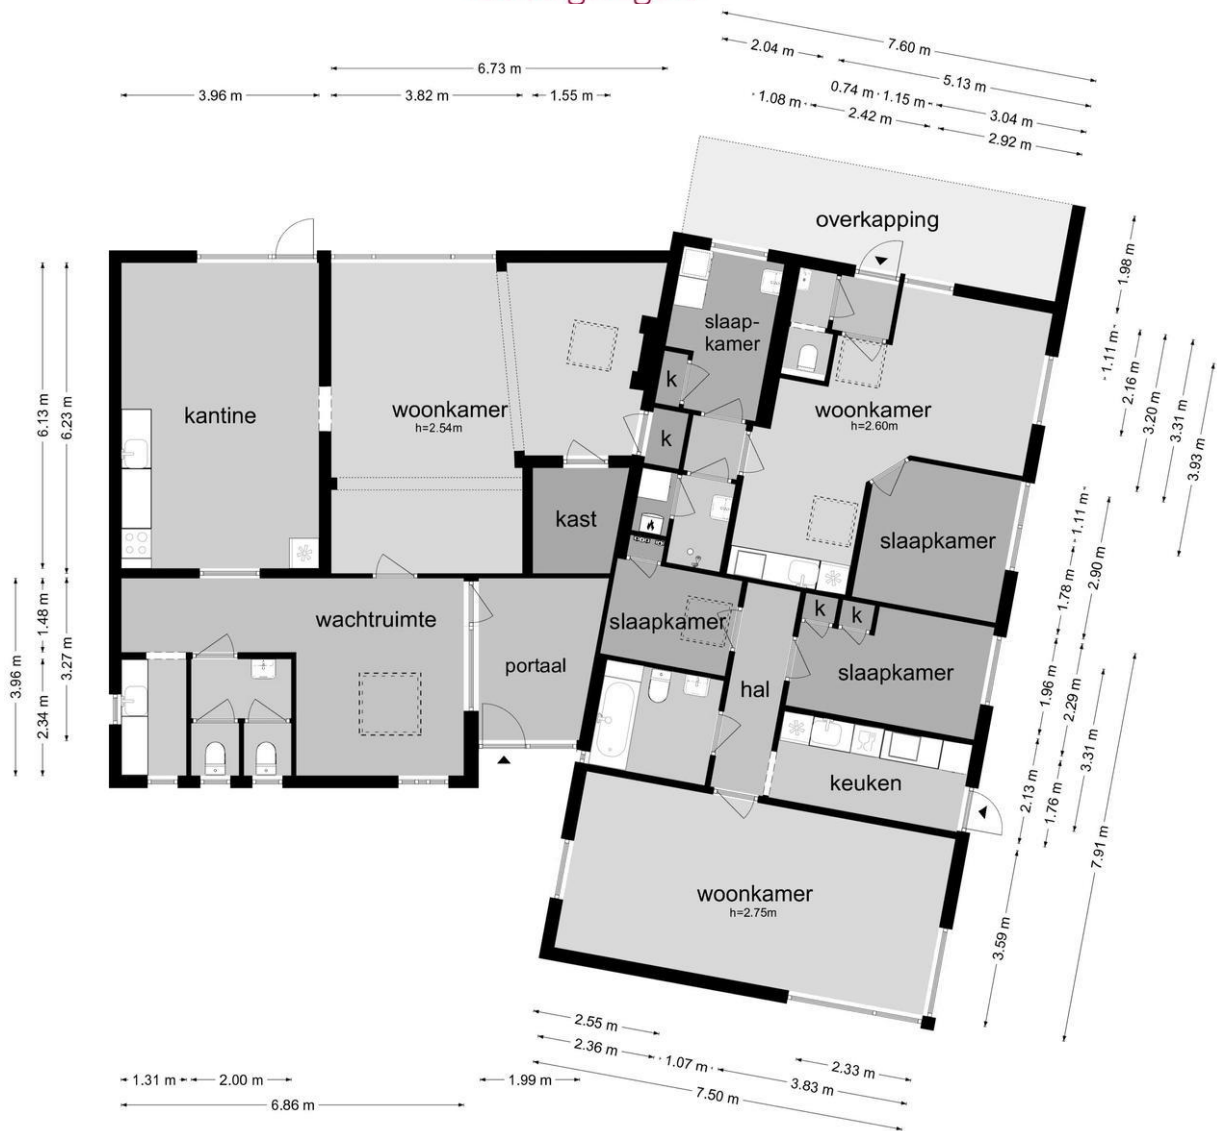 7.60 m
2.04 m
5.13 m
6.73 m
0.74 m 1.15 m
3.04 m
3.96 m
3.82 m
1.55 m
1.08 m
2.42 m
2.92 m
overkapping
1.98 m
slaap-
kamer
1.11 m
2.16 m
3.20 m
3.31 m
3.93 m
k
kantine
woonkamer
h=2.54m
woonkamer
h=2.60m
6.13 m
6.23 m
k
kast
slaapkamer
1.11 m
2.90 m
1.78 m
1.48 m
3.27 m
3.96 m
2.34 m
wachtruimte
slaapkamer
k
k
portaal
hal
slaapkamer
1.96 m
2.29 m
3.31 m
keuken
2.13 m
1.76 m
7.91 m
woonkamer
h=2.75m
3.59 m
2.55 m
2.36 m
1.07 m
2.33 m
3.83 m
7.50 m
1.31 m
2.00 m
1.99 m
6.86 m